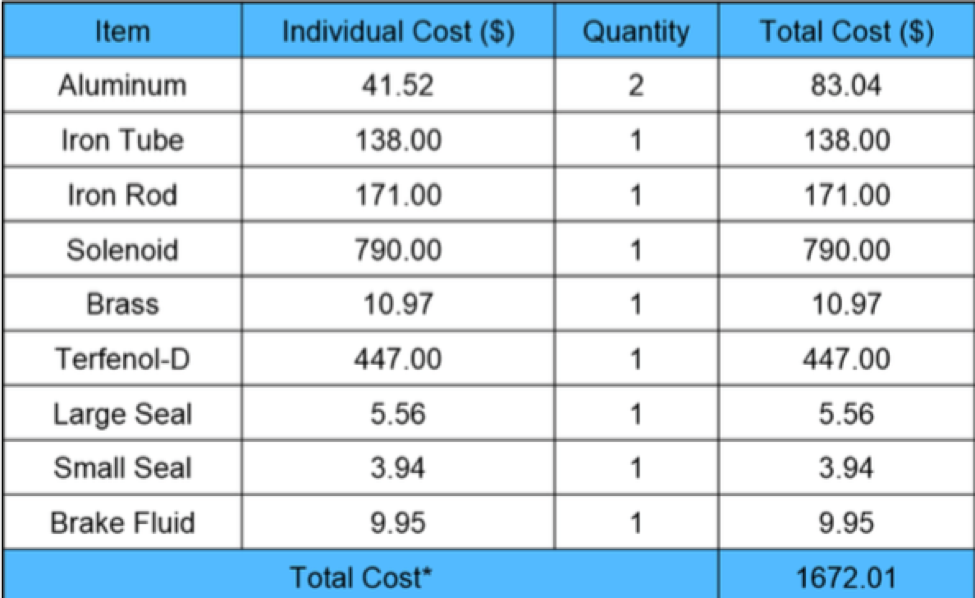 Item Individual Cost ($) Quantity Total Cost ($)
Aluminum 41.52 2 83.04
Iron Tube 138.00 1 138.00
Iron Rod 171.00 1 171.00
Solenoid 790.00 1 790.00
Brass 10.97 1 10.97
Terfenol-D 447.00 1 447.00
Large Seal 5.56 1 5.56
Small Seal 3.94 1 3.94
Brake Fluid 9.95 1 9.95
Total Cost* 1672.01